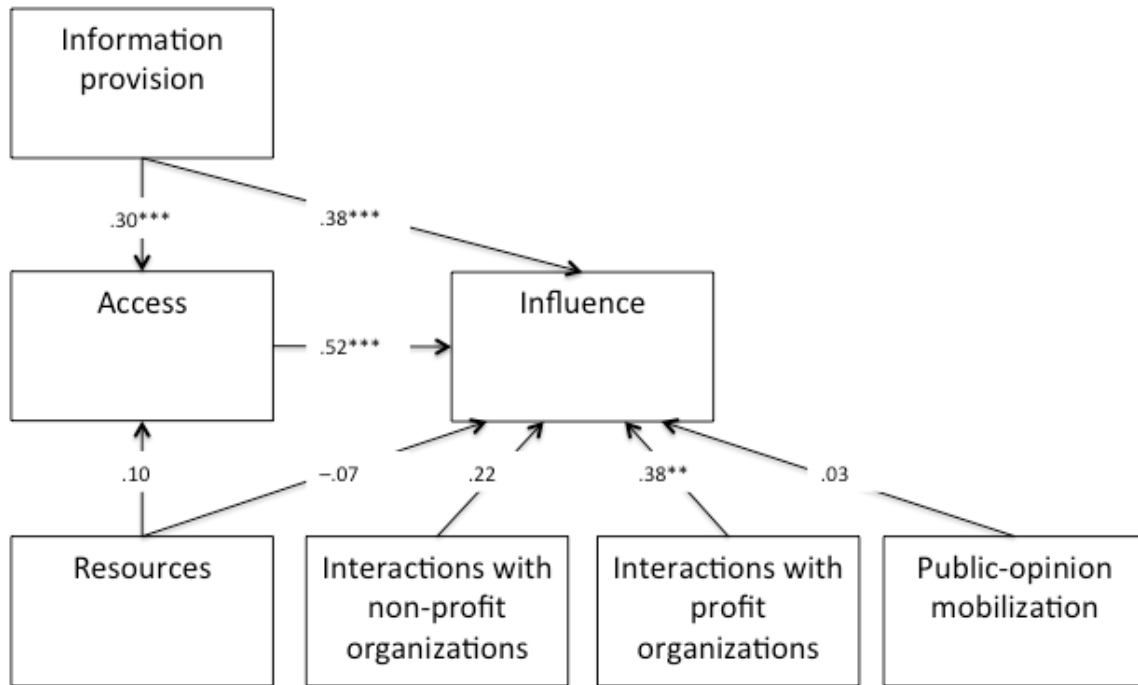 Information
provision
.30***
.38***
Access
Influence
.52***
.10
–.07
.22
.38**
.03
Resources
Interactions with
non-profit
organizations
Interactions with
profit
organizations
Public-opinion
mobilization